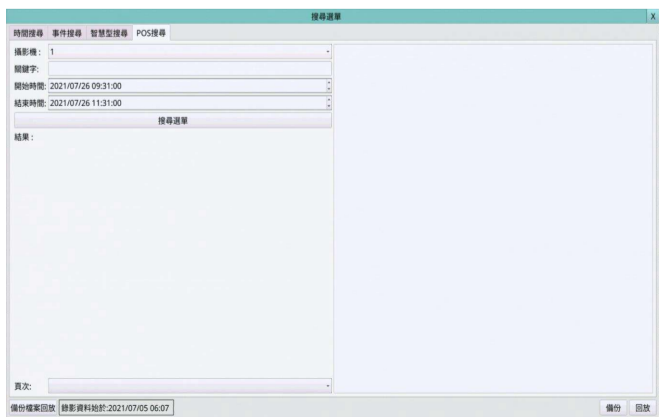 搜尋選單 X
時間搜尋 事件搜尋 智慧型搜尋 POS搜尋
攝影機： 1
關鍵字:
開始時間: 2021/07/26 09:31:00
結束時間: 2021/07/26 11:31:00
搜尋選單
結果：
頁次:
備份檔案回放 錄影資料始於:2021/07/05 06:07 備份 回放